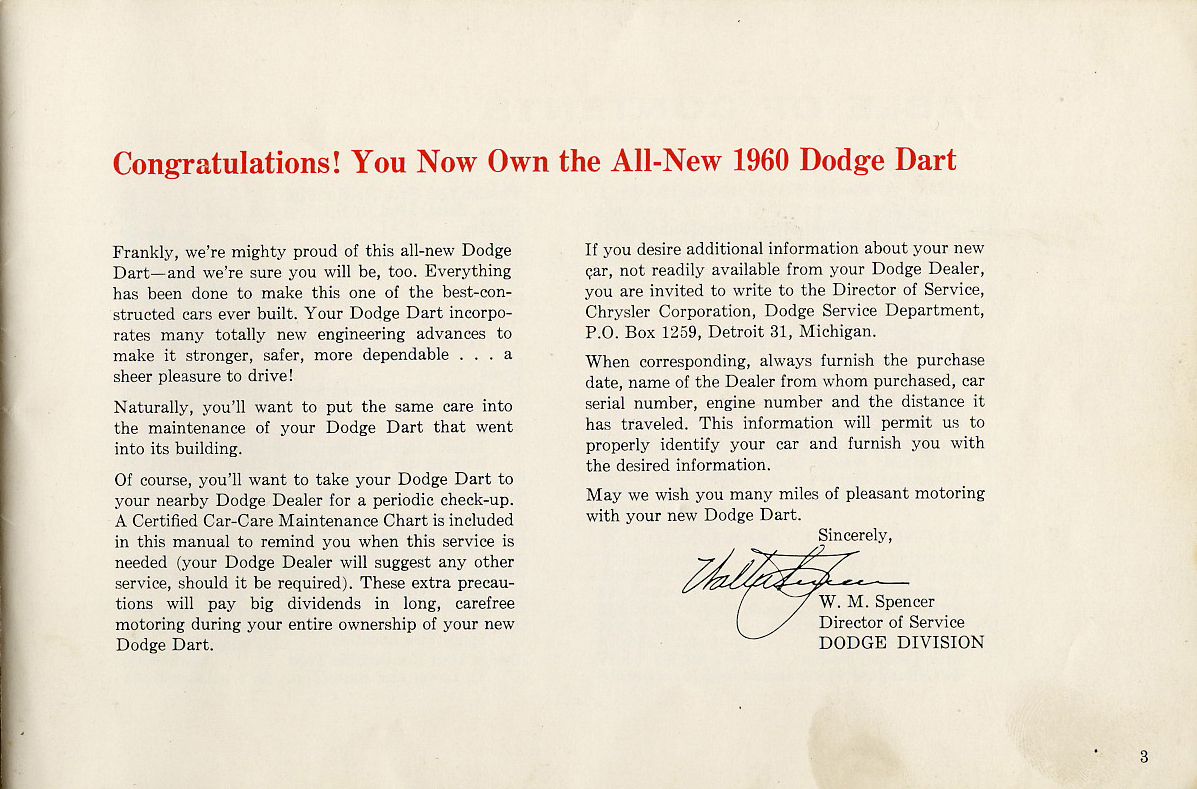 Congratulations! You Now Own the All-New 1960 Dodge Dart
Frankly, we're mighty proud of this all-new Dodge
Dart—and we're sure you will be, too. Everything
has been done to make this one of the best-con-
structed cars ever built. Your Dodge Dart incorpo-
rates many totally new engineering advances to
make it stronger, safer, more dependable . . . a
sheer pleasure to drive!
Naturally, you'll want to put the same care into
the maintenance of your Dodge Dart that went
into its building.
Of course, you'll want to take your Dodge Dart to
your nearby Dodge Dealer for a periodic check-up.
A Certified Car-Care Maintenance Chart is included
in this manual to remind you when this service is
needed (your Dodge Dealer will suggest any other
service, should it be required). These extra precau-
tions will pay big dividends in long, carefree
motoring during your entire ownership of your new
Dodge Dart.
If you desire additional information about your new
car, not readily available from your Dodge Dealer,
you are invited to write to the Director of Service,
Chrysler Corporation, Dodge Service Department,
P.O. Box 1259, Detroit 31, Michigan.
When corresponding, always furnish the purchase
date, name of the Dealer from whom purchased, car
serial number, engine number and the distance it
has traveled. This information will permit us to
properly identify your car and furnish you with
the desired information.
May we wish you many miles of pleasant motoring
with your new Dodge Dart.
Sincerely,
W. M. Spencer
Director of Service
DODGE DIVISION
3